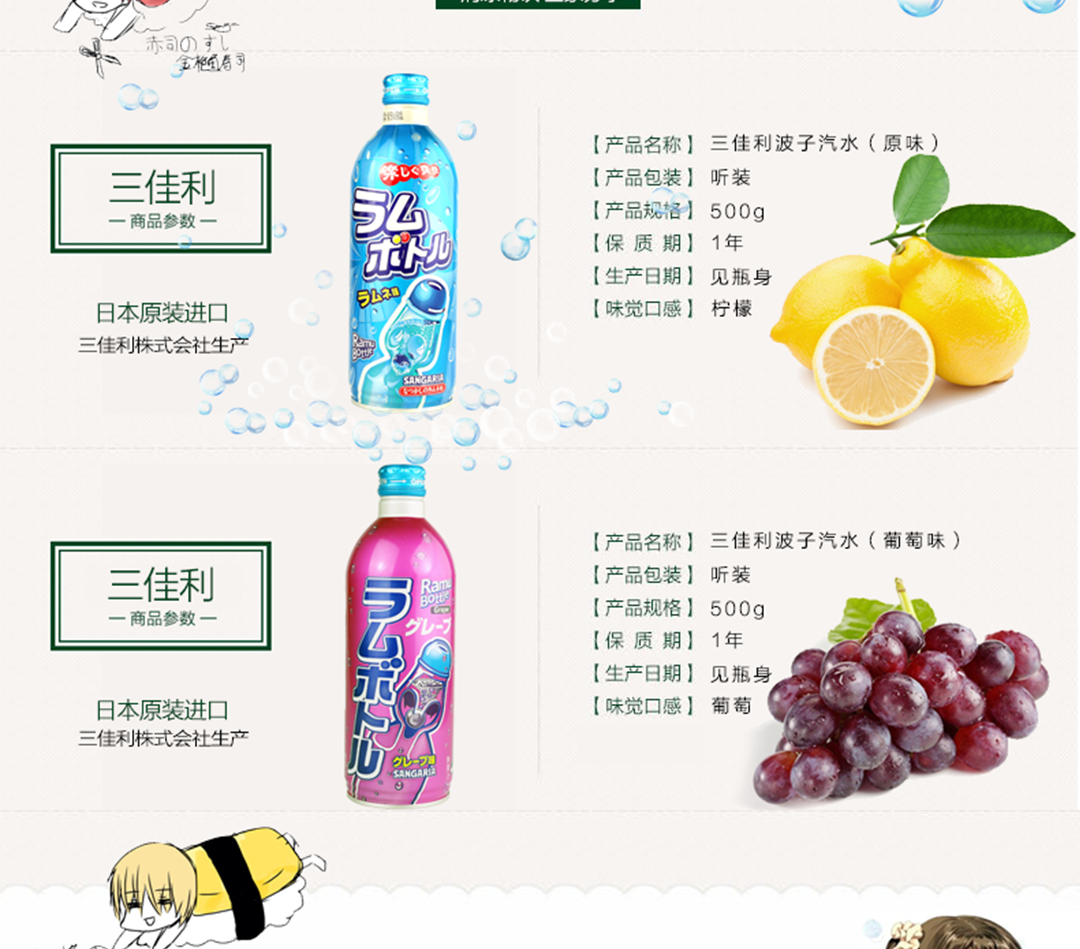 赤司のすし
三佳利
商品参数
日本原装进口
三佳利株式会社生产
ラム
ボトル
ラムネ味
Ramu
Bottle
SANGARIA
【产品名称】 三佳利波子汽水（原味）
【产品包装】 听装
【产品规格】 500g
【保 质 期】 1年
【生产日期】 见瓶身
【味觉口感】 柠檬
三佳利
商品参数
日本原装进口
三佳利株式会社生产
Ramu
Bottle
Grape
グレープ
ラムボトル
グレープ味
SANGARIA
【产品名称】 三佳利波子汽水（葡萄味）
【产品包装】 听装
【产品规格】 500g
【保 质 期】 1年
【生产日期】 见瓶身
【味觉口感】 葡萄